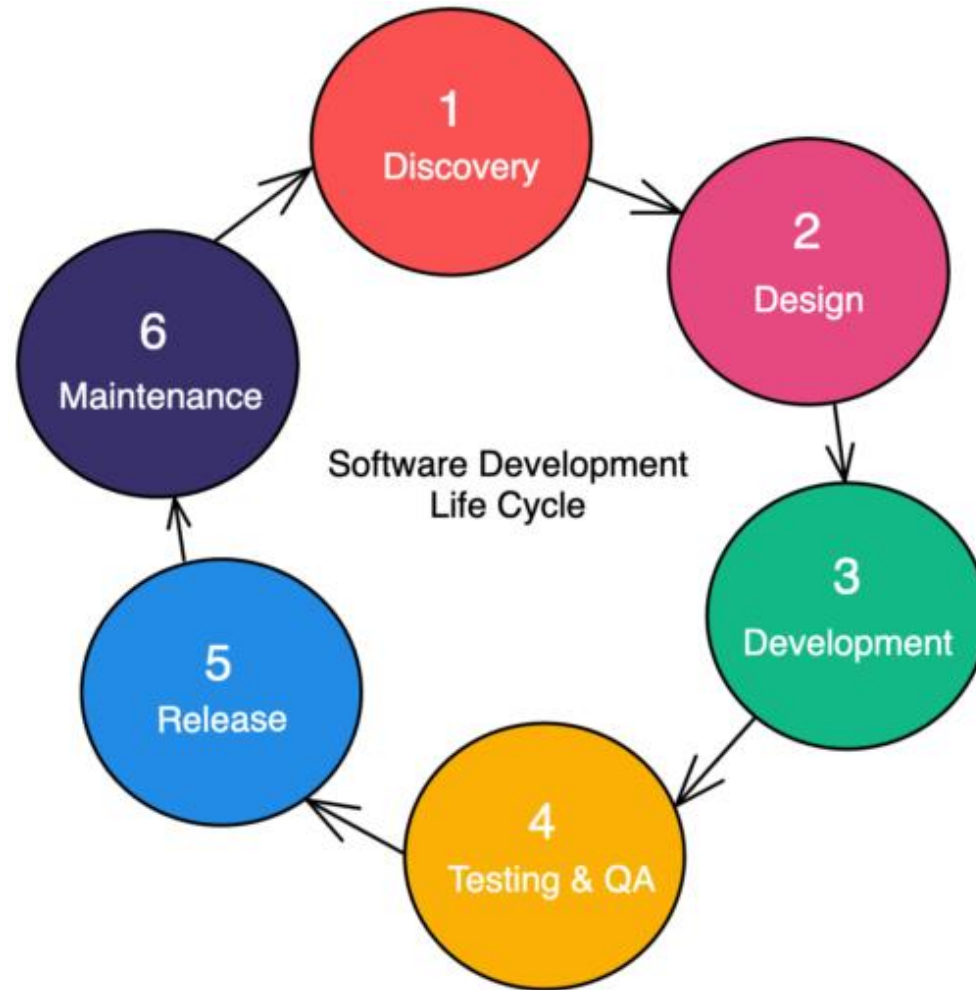 1
Discovery
2
Design
3
Development
4
Testing & QA
5
Release
6
Maintenance
Software Development
Life Cycle